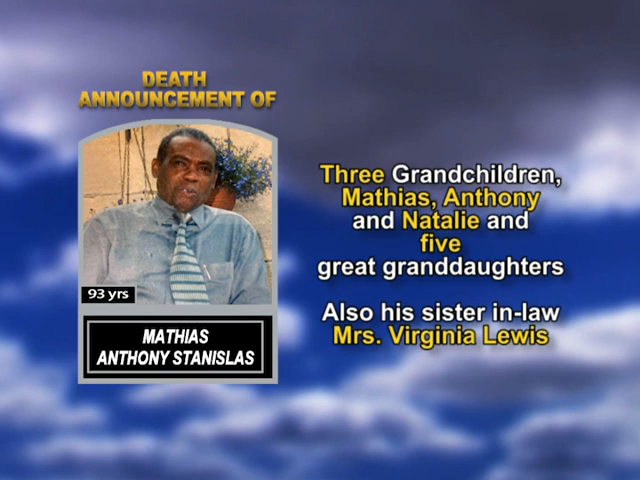 DEATH
ANNOUNCEMENT OF
93 yrs
MATHIAS
ANTHONY STANISLAS
Three Grandchildren,
Mathias, Anthony
and Natalie and
five
great granddaughters
Also his sister in-law
Mrs. Virginia Lewis